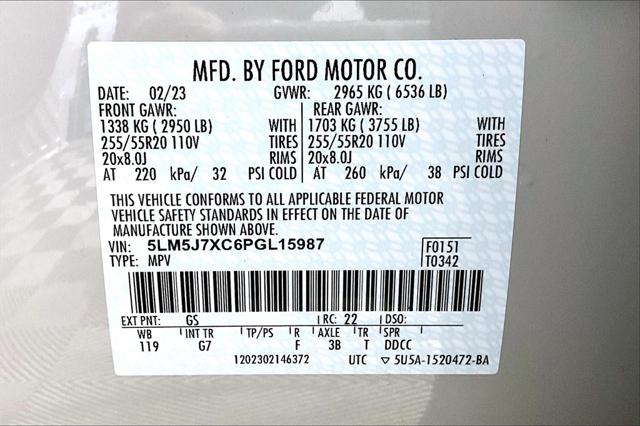 MFD. BY FORD MOTOR CO.
DATE: 02/23 GVWR: 2965 KG ( 6536 LB)
FRONT GAWR: REAR GAWR:
1338 KG ( 2950 LB) WITH 1703 KG ( 3755 LB) WITH
255/55R20 110V TIRES 255/55R20 110V TIRES
20x8.0J RIMS 20x8.0J RIMS
AT 220 kPa/ 32 PSI COLD AT 260 kPa/ 38 PSI COLD
THIS VEHICLE CONFORMS TO ALL APPLICABLE FEDERAL MOTOR
VEHICLE SAFETY STANDARDS IN EFFECT ON THE DATE OF
MANUFACTURE SHOWN ABOVE.
VIN: 5LM5J7XC6PGL15987 F0151
TYPE: MPV T0342
EXT PNT: GS RC: 22 DSO:
WB INT TR TP/PS R AXLE TR SPR
119 G7 F 3B T DDCC
1202302146372 UTC ▽ 5U5A-1520472-BA